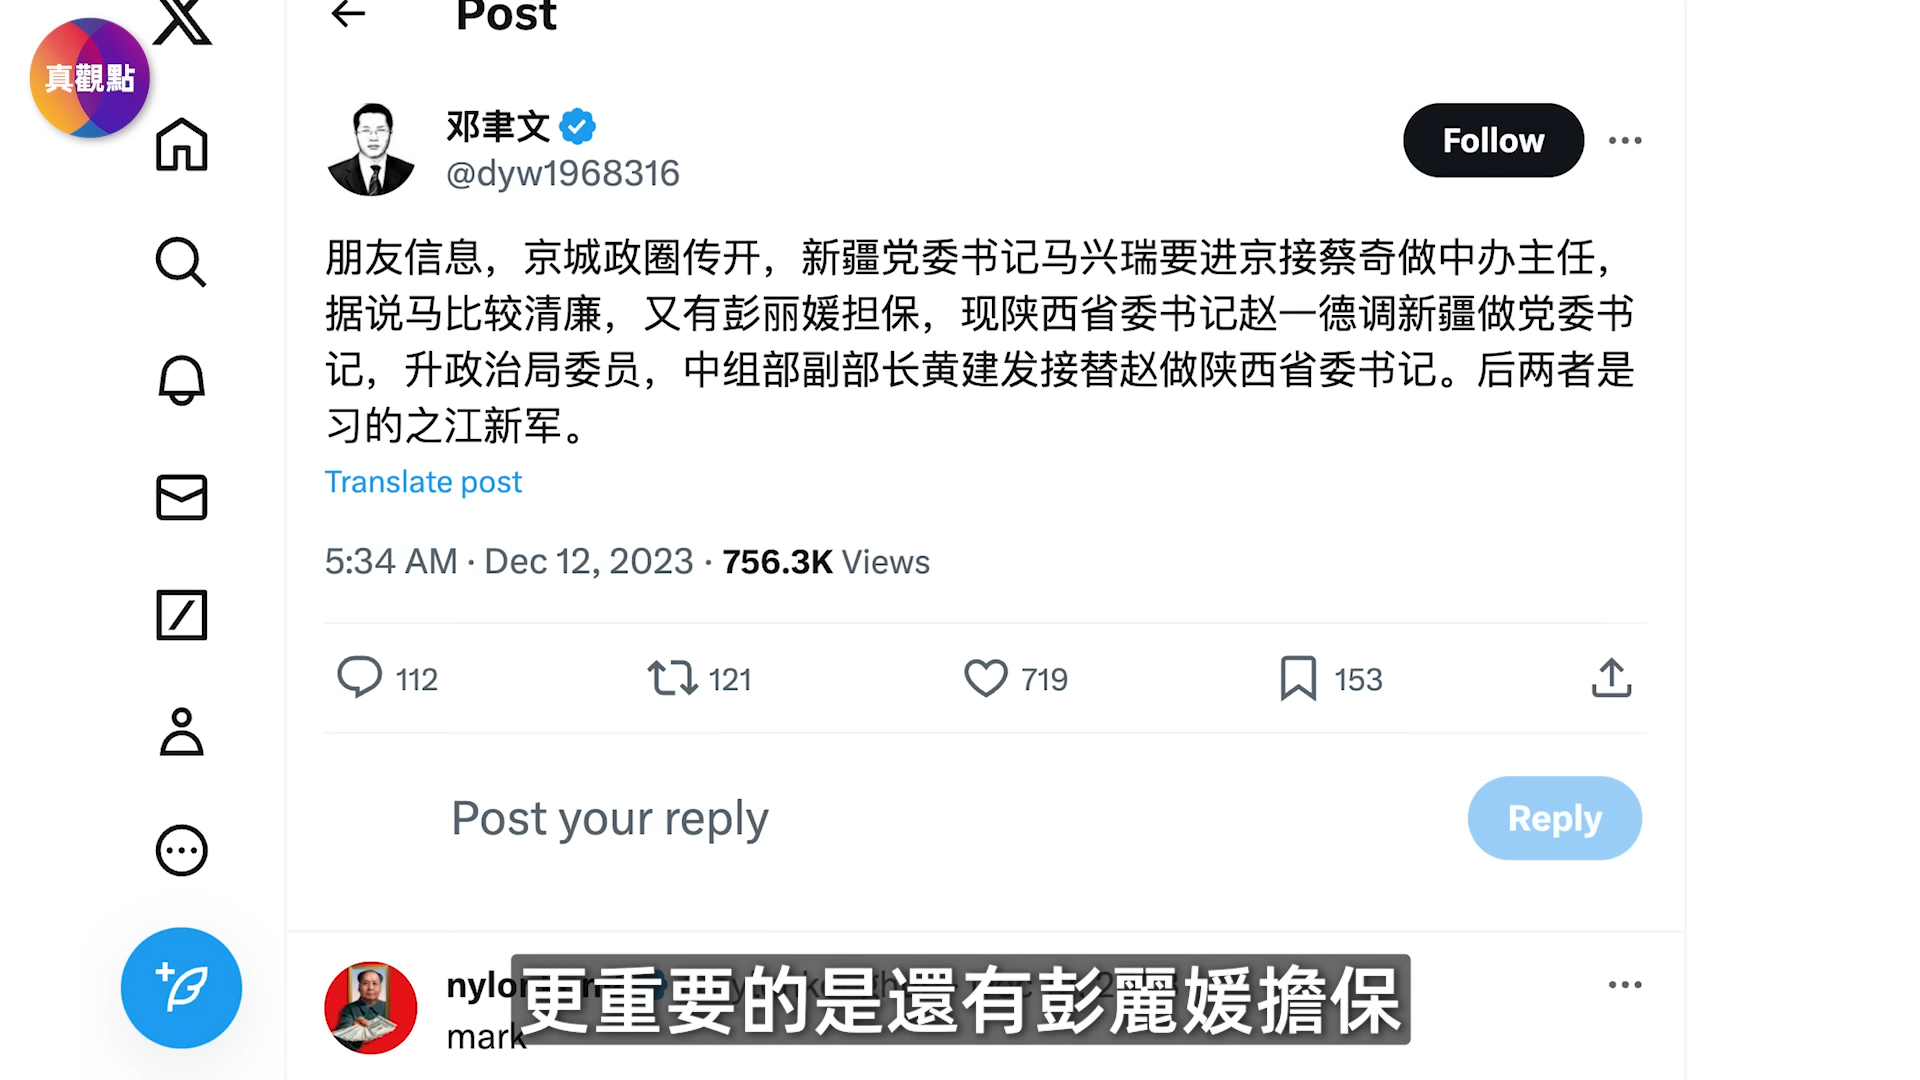 Post
真觀點
邓聿文
@dyw1968316
Follow
朋友信息，京城政圈传开，新疆党委书记马兴瑞要进京接蔡奇做中办主任，
据说马比较清廉，又有彭丽媛担保，现陕西省委书记赵一德调新疆做党委书
记，升政治局委员，中组部副部长黄建发接替赵做陕西省委书记。后两者是
习的之江新军。
Translate post
5:34 AM · Dec 12, 2023 · 756.3K Views
112 121 719 153
Post your reply
Reply
更重要的是還有彭麗媛擔保
mark